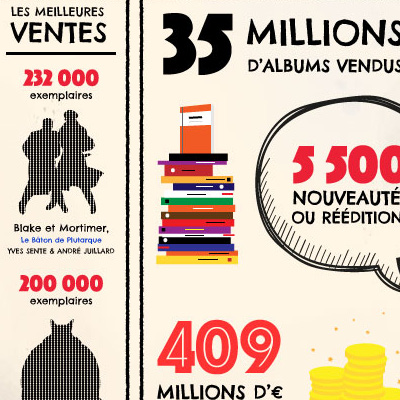 LES MEILLEURES
VENTES
232 000
exemplaires
Blake et Mortimer,
Le Bâton de Plutarque
YVES SENTE & ANDRÉ JUILLARD
200 000
exemplaires
35 MILLIONS
D'ALBUMS VENDUS
5 500
NOUVEAUTÉ
OU RÉÉDITION
409
MILLIONS D'€